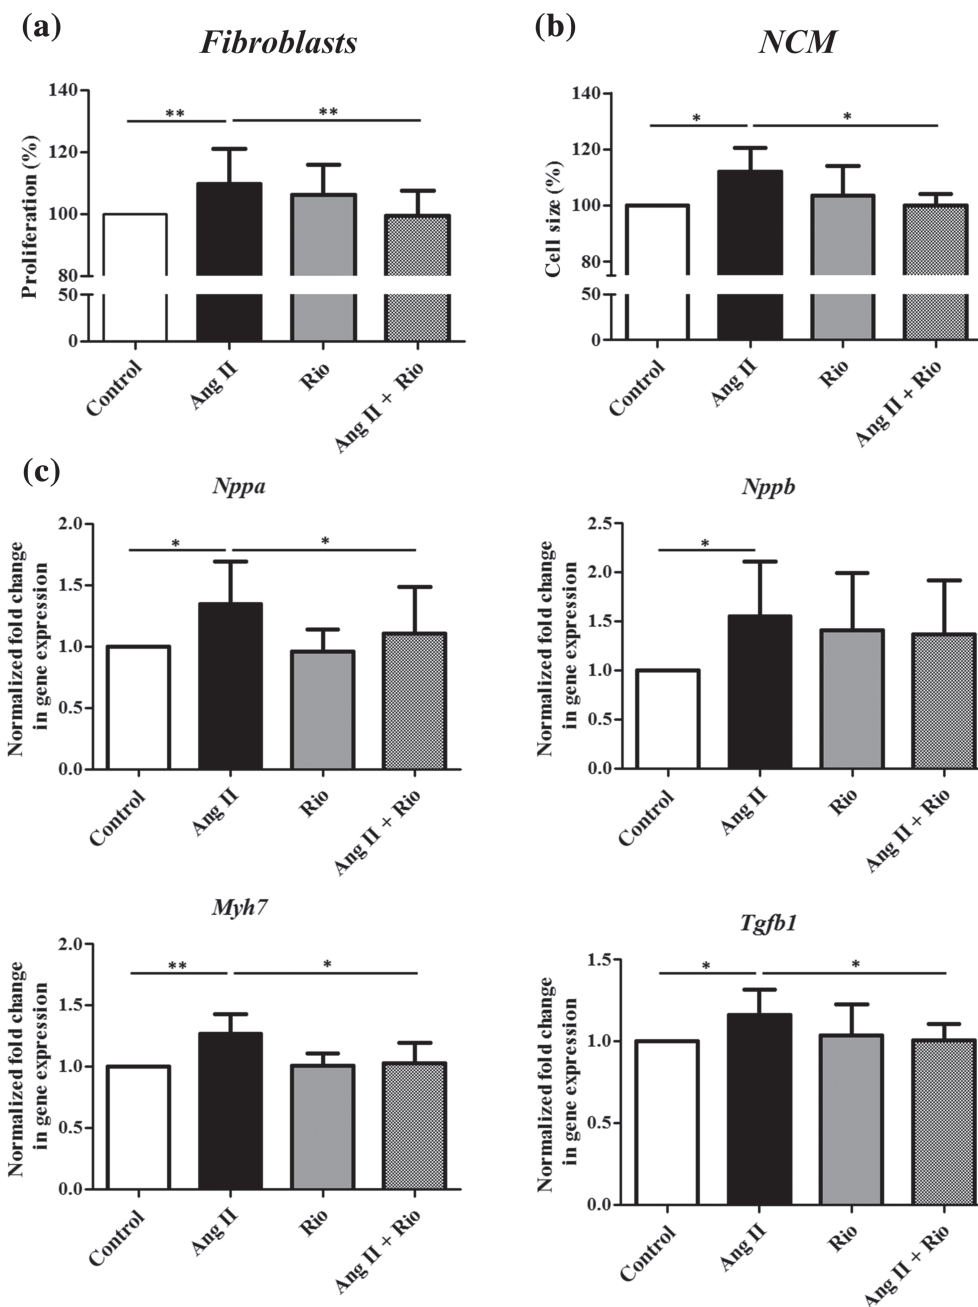 (a)
Fibroblasts
Proliferation (%)
140
120
100
80
50
0
**
**
Control
Ang II
Rio
Ang II + Rio
(b)
NCM
Cell size (%)
140
120
100
80
50
0
*
*
Control
Ang II
Rio
Ang II + Rio
(c)
Nppa
Normalized fold change
in gene expression
2.0
1.5
1.0
0.5
0.0
*
*
Control
Ang II
Rio
Ang II + Rio
Nppb
Normalized fold change
in gene expression
2.5
2.0
1.5
1.0
0.5
0.0
*
Control
Ang II
Rio
Ang II + Rio
Myh7
Normalized fold change
in gene expression
2.0
1.5
1.0
0.5
0.0
**
*
Control
Ang II
Rio
Ang II + Rio
Tgfb1
Normalized fold change
in gene expression
1.5
1.0
0.5
0.0
*
*
Control
Ang II
Rio
Ang II + Rio